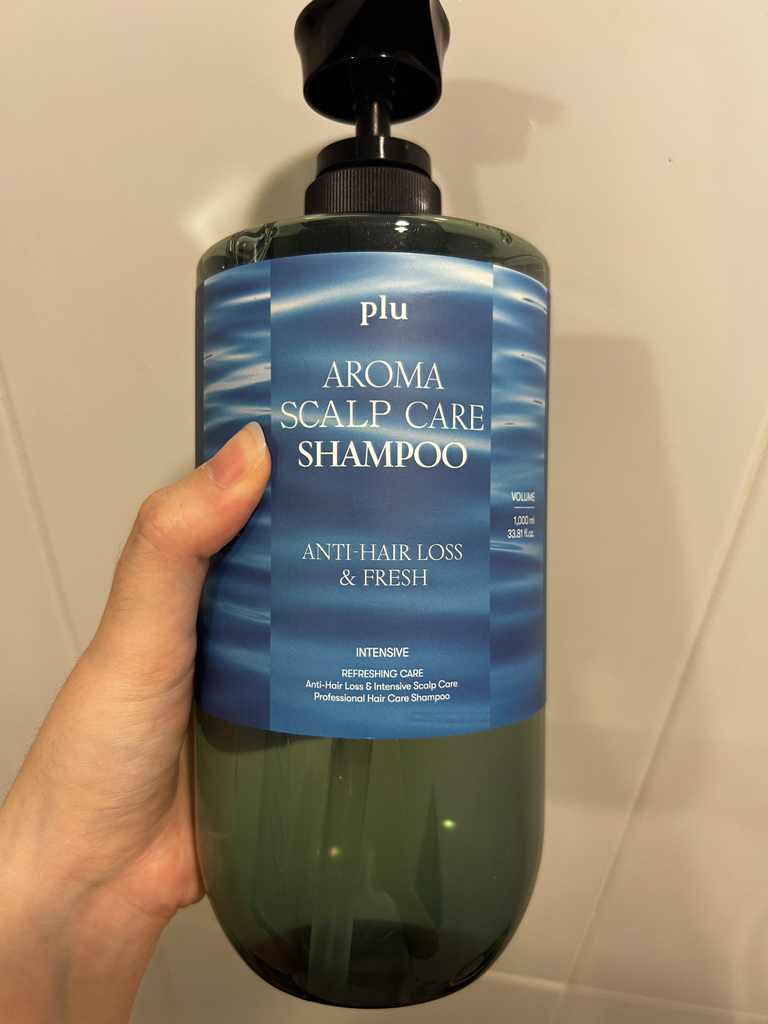 plu
AROMA
SCALP CARE
SHAMPOO
VOLUME
1,000 ml
33.81 fl.oz.
ANTI-HAIR LOSS
& FRESH
INTENSIVE
REFRESHING CARE
Anti-Hair Loss & Intensive Scalp Care
Professional Hair Care Shampoo